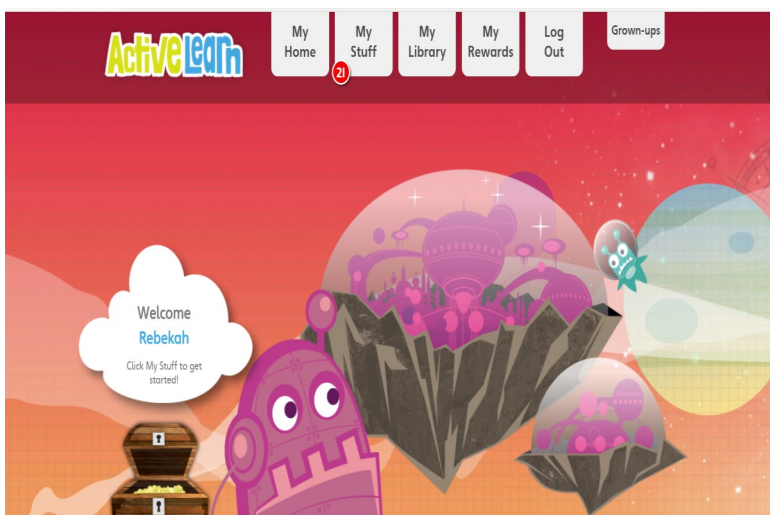 ActiveLearn
My Home
My Stuff
21
My Library
My Rewards
Log Out
Grown-ups
Welcome
Rebekah
Click My Stuff to get
started!